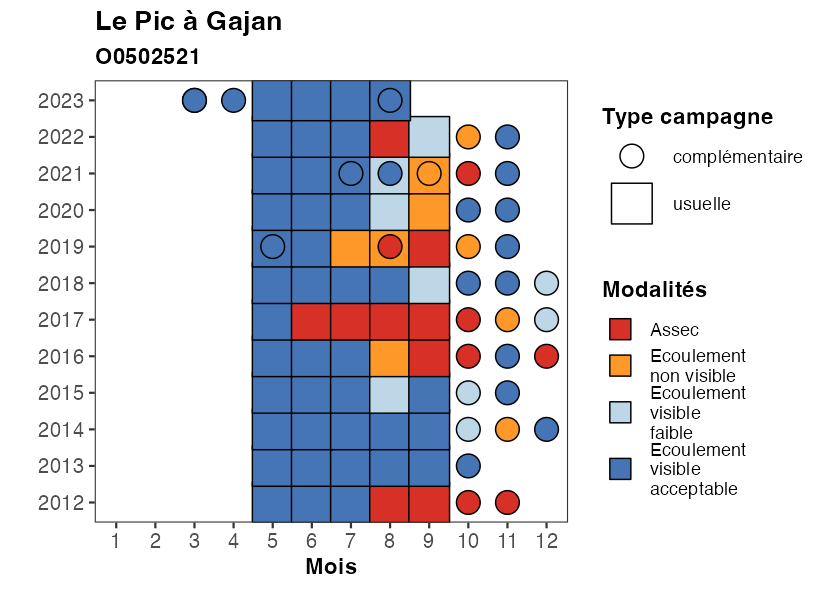 Le Pic à Gajan
O0502521
2023
2022
2021
2020
2019
2018
2017
2016
2015
2014
2013
2012
1 2 3 4 5 6 7 8 9 10 11 12
Mois
Type campagne
complémentaire
usuelle
Modalités
Assec
Ecoulement
non visible
Ecoulement
visible
faible
Ecoulement
visible
acceptable